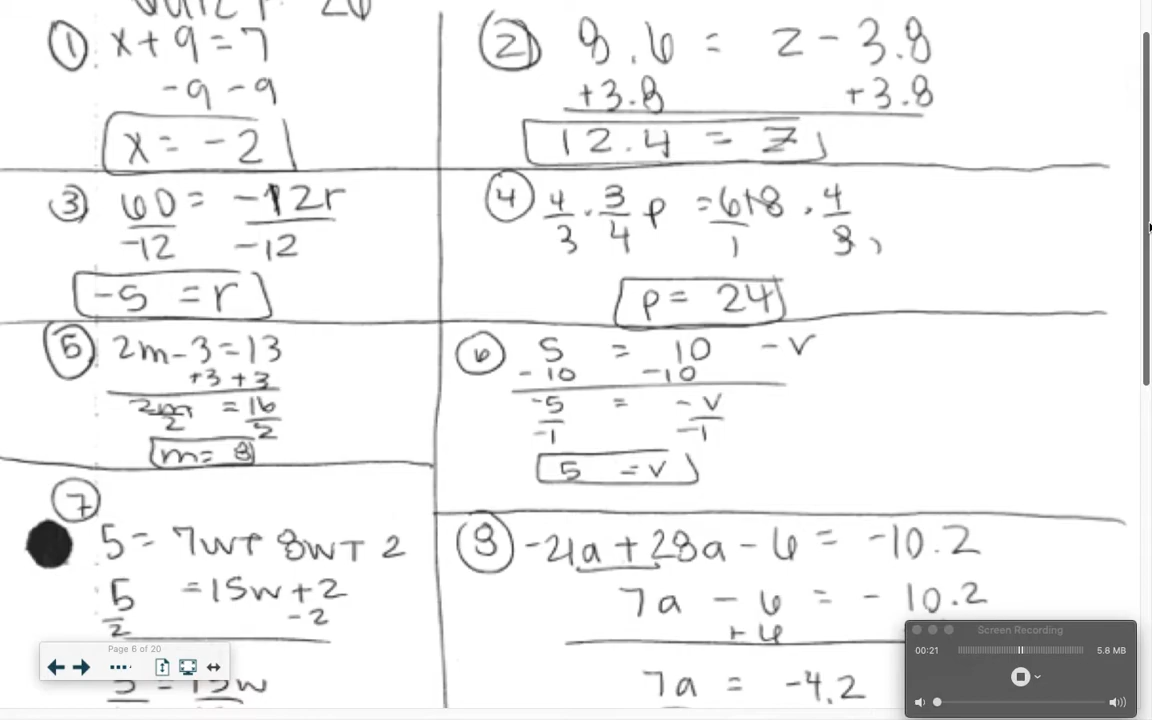 ① x + 9 = 7
- 9 - 9
x = -2
② 8.6 = z - 3.8
+3.8 +3.8
12.4 = z
③ 60 = -12r
-12 -12
-5 = r
④ 4/3 · 3/4 p = 18/1 · 4/3
p = 24
⑤ 2m - 3 = 13
+3 +3
2m/2 = 16/2
m = 8
⑥ 5 = 10 - v
-10 -10
-5/-1 = -v/-1
5 = v
⑦
5 = 7w + 8w + 2
5 = 15w + 2
-2 -2
= 15w
⑧ -21a + 28a - 6 = -10.2
7a - 6 = -10.2
+ 6
7a = -4.2
Page 6 of 20
Screen Recording
00:21
5.8 MB